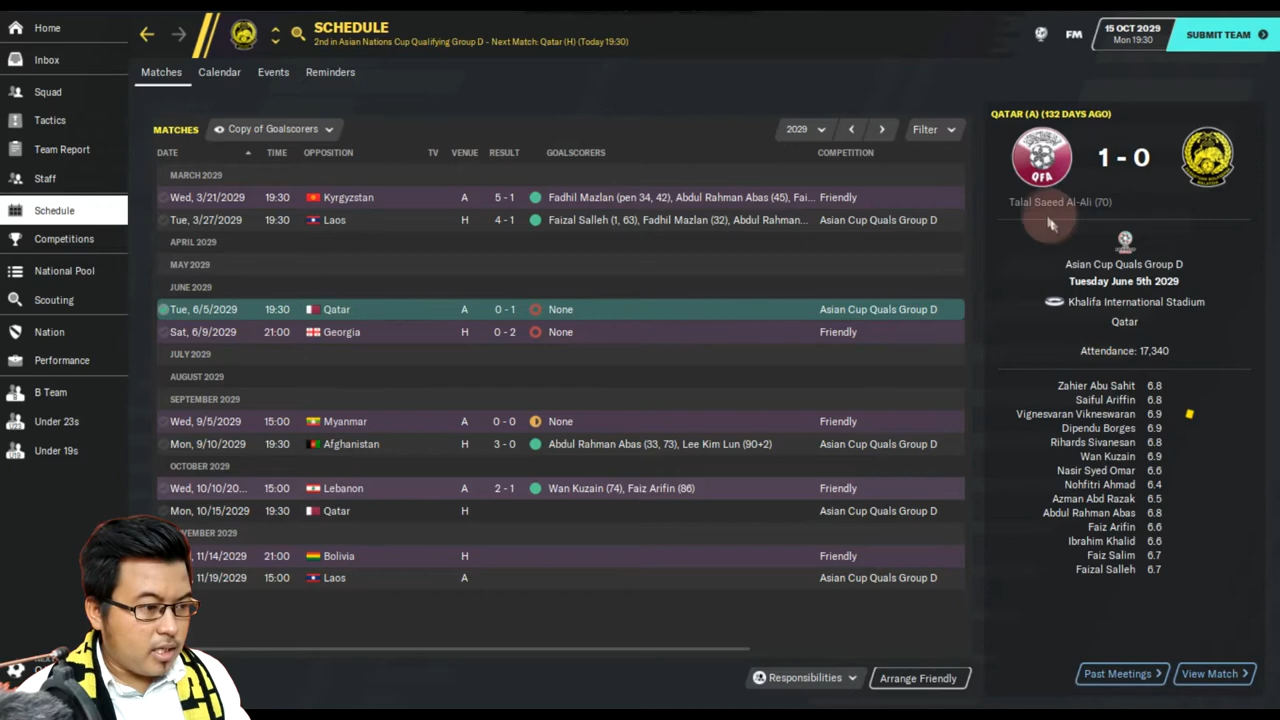 Home
Inbox
Squad
Tactics
Team Report
Staff
Schedule
Competitions
National Pool
Scouting
Nation
Performance
B Team
Under 23s
Under 19s
SCHEDULE
2nd in Asian Nations Cup Qualifying Group D - Next Match: Qatar (H) (Today 19:30)
FM
15 OCT 2029
Mon 19:30
SUBMIT TEAM
Matches Calendar Events Reminders
MATCHES Copy of Goalscorers 2029 Filter
DATE TIME OPPOSITION TV VENUE RESULT GOALSCORERS COMPETITION
MARCH 2029
Wed, 3/21/2029 19:30 Kyrgyzstan A 5 - 1 Fadhil Mazlan (pen 34, 42), Abdul Rahman Abas (45), Fai... Friendly
Tue, 3/27/2029 19:30 Laos H 4 - 1 Faizal Salleh (1, 63), Fadhil Mazlan (32), Abdul Rahman... Asian Cup Quals Group D
APRIL 2029
MAY 2029
JUNE 2029
Tue, 6/5/2029 19:30 Qatar A 0 - 1 None Asian Cup Quals Group D
Sat, 6/9/2029 21:00 Georgia H 0 - 2 None Friendly
JULY 2029
AUGUST 2029
SEPTEMBER 2029
Wed, 9/5/2029 15:00 Myanmar A 0 - 0 None Friendly
Mon, 9/10/2029 19:30 Afghanistan H 3 - 0 Abdul Rahman Abas (33, 73), Lee Kim Lun (90+2) Asian Cup Quals Group D
OCTOBER 2029
Wed, 10/10/20... 15:00 Lebanon A 2 - 1 Wan Kuzain (74), Faiz Arifin (86) Friendly
Mon, 10/15/2029 19:30 Qatar H Asian Cup Quals Group D
2029
11/14/2029 21:00 Bolivia H Friendly
11/19/2029 15:00 Laos A Asian Cup Quals Group D
Responsibilities Arrange Friendly
QATAR (A) (132 DAYS AGO)
QFA 1 - 0
Talal Saeed Al-Ali (70)
Asian Cup Quals Group D
Tuesday June 5th 2029
Khalifa International Stadium
Qatar
Attendance: 17,340
Zahier Abu Sahit 6.8
Saiful Ariffin 6.8
Vignesvaran Vikneswaran 6.9
Dipendu Borges 6.9
Rihards Sivanesan 6.8
Wan Kuzain 6.9
Nasir Syed Omar 6.6
Nohfitri Ahmad 6.4
Azman Abd Razak 6.5
Abdul Rahman Abas 6.8
Faiz Arifin 6.6
Ibrahim Khalid 6.6
Faiz Salim 6.7
Faizal Salleh 6.7
Past Meetings View Match